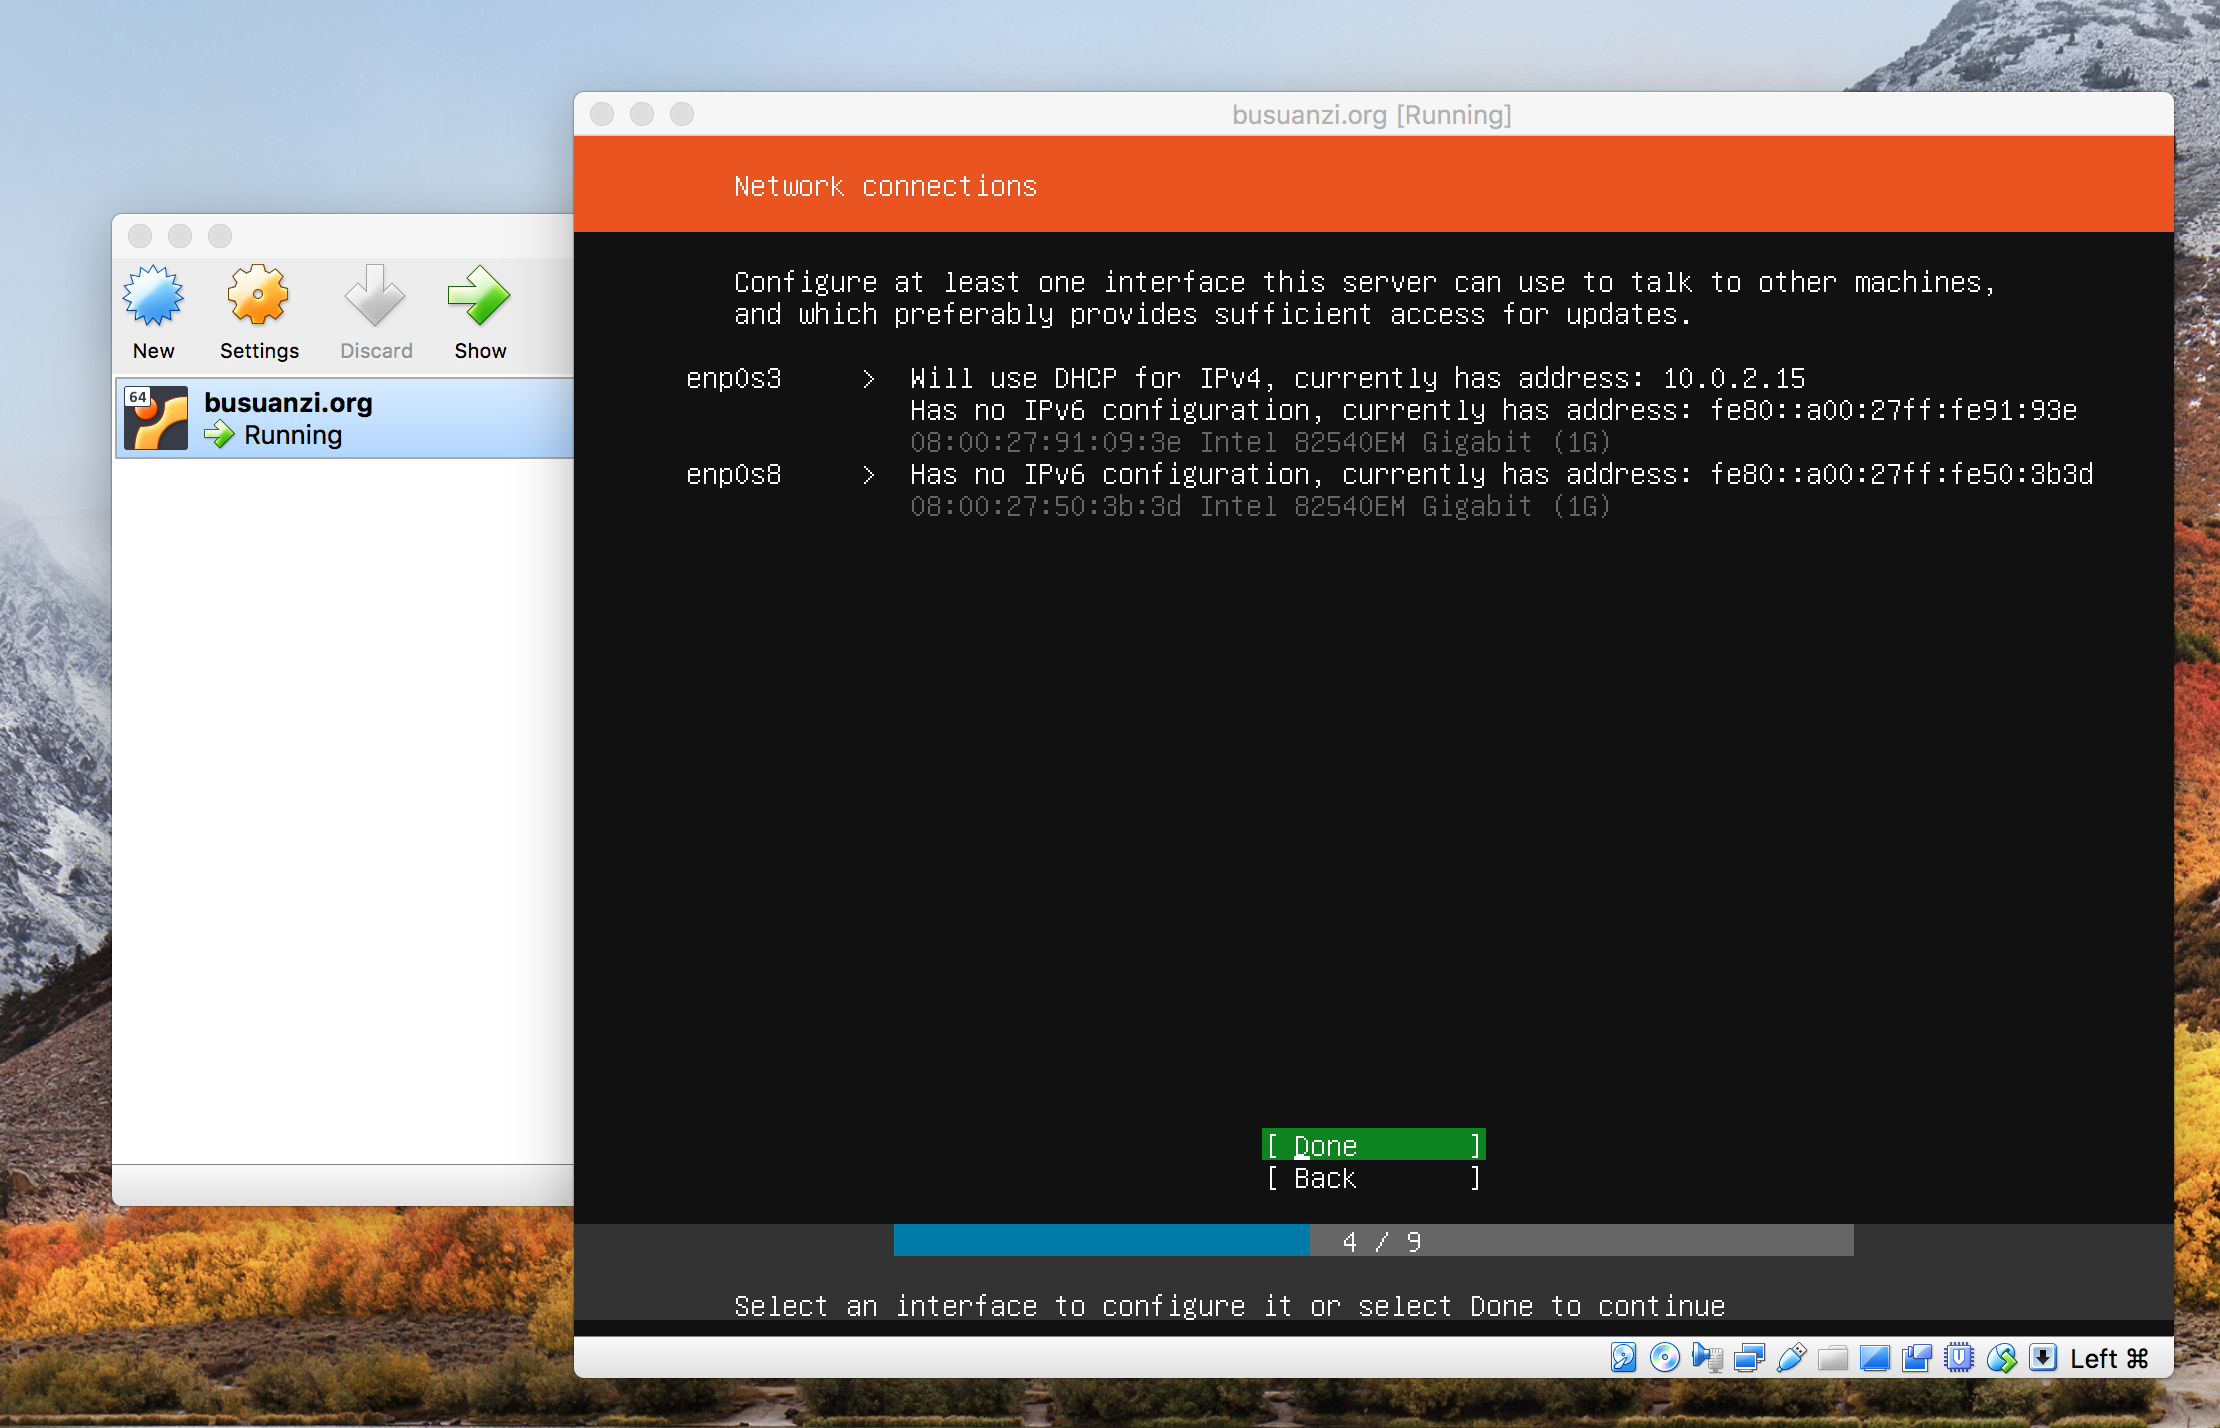 busuanzi.org [Running]
Network connections
New
Settings
Discard
Show
64
busuanzi.org
Running
Configure at least one interface this server can use to talk to other machines,
and which preferably provides sufficient access for updates.
enp0s3 > Will use DHCP for IPv4, currently has address: 10.0.2.15
Has no IPv6 configuration, currently has address: fe80::a00:27ff:fe91:93e
08:00:27:91:09:3e Intel 82540EM Gigabit (1G)
enp0s8 > Has no IPv6 configuration, currently has address: fe80::a00:27ff:fe50:3b3d
08:00:27:50:3b:3d Intel 82540EM Gigabit (1G)
[ Done ]
[ Back ]
4 / 9
Select an interface to configure it or select Done to continue
Left ⌘